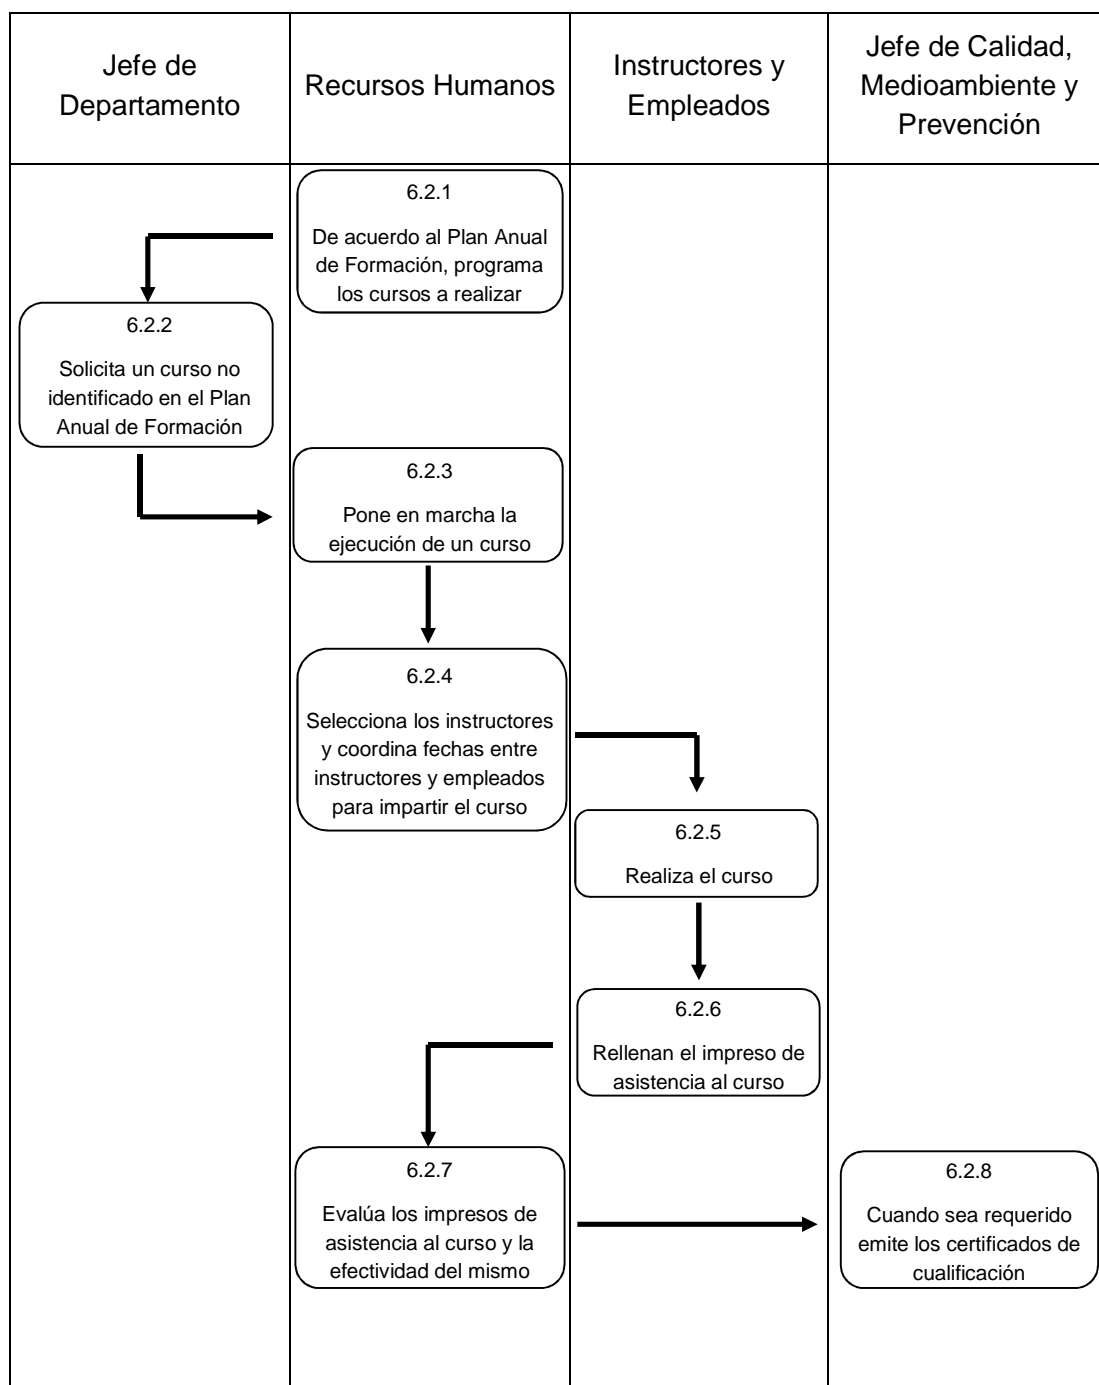 Jefe de
Departamento
Recursos Humanos
Instructores y
Empleados
Jefe de Calidad,
Medioambiente y
Prevención
6.2.1
De acuerdo al Plan Anual
de Formación, programa
los cursos a realizar
6.2.2
Solicita un curso no
identificado en el Plan
Anual de Formación
6.2.3
Pone en marcha la
ejecución de un curso
6.2.4
Selecciona los instructores
y coordina fechas entre
instructores y empleados
para impartir el curso
6.2.5
Realiza el curso
6.2.6
Rellenan el impreso de
asistencia al curso
6.2.7
Evalúa los impresos de
asistencia al curso y la
efectividad del mismo
6.2.8
Cuando sea requerido
emite los certificados de
cualificación